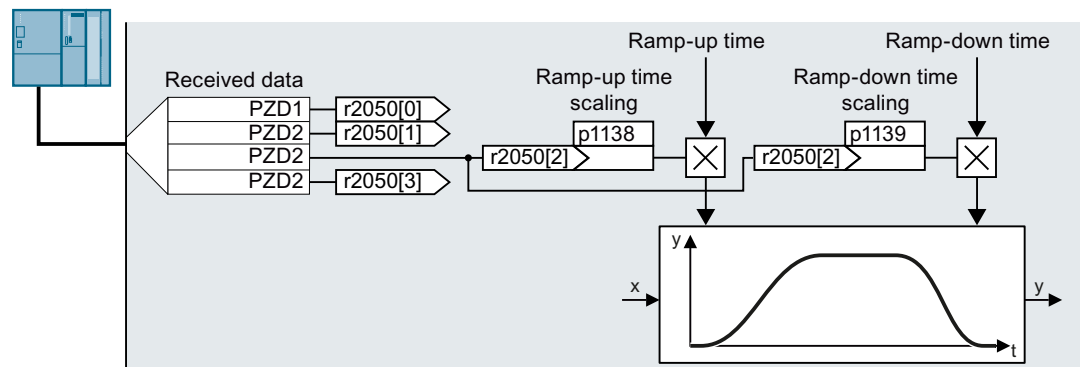 Ramp-up time
Ramp-down time
Received data
Ramp-up time
scaling
Ramp-down time
scaling
PZD1
r2050[0]
PZD2
r2050[1]
p1138
p1139
PZD2
r2050[2]
r2050[2]
PZD2
r2050[3]
y
x
y
t